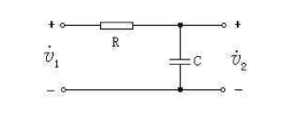 + +
R
V̇₁ C V̇₂
− −